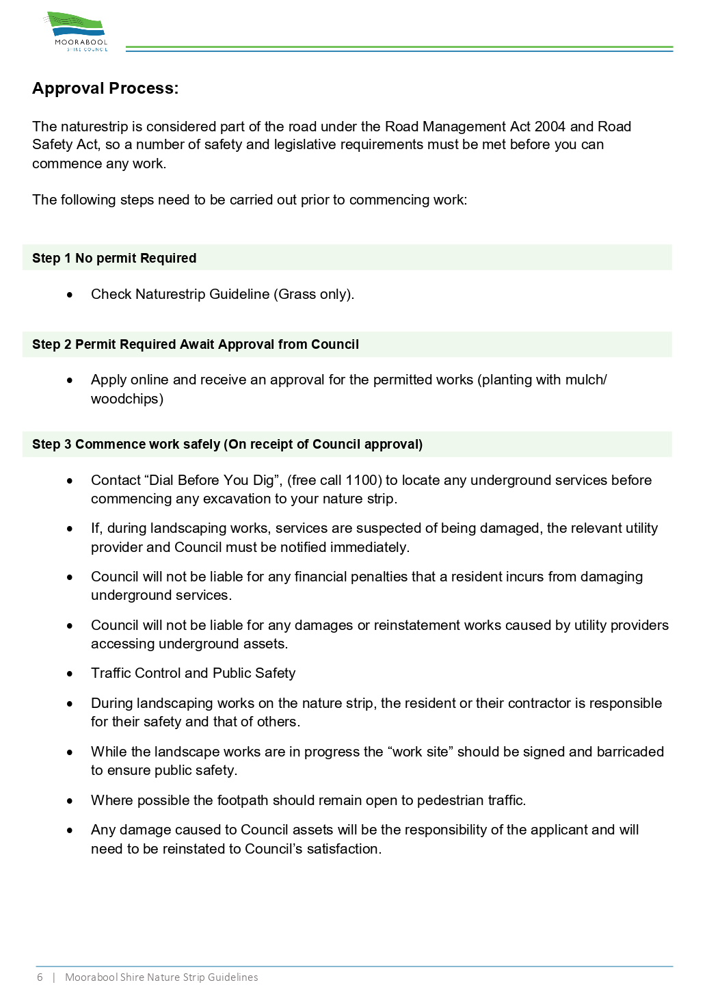 MOORABOOL
SHIRE COUNCIL
Approval Process:
The naturestrip is considered part of the road under the Road Management Act 2004 and Road
Safety Act, so a number of safety and legislative requirements must be met before you can
commence any work.
The following steps need to be carried out prior to commencing work:
Step 1 No permit Required
• Check Naturestrip Guideline (Grass only).
Step 2 Permit Required Await Approval from Council
• Apply online and receive an approval for the permitted works (planting with mulch/
woodchips)
Step 3 Commence work safely (On receipt of Council approval)
• Contact “Dial Before You Dig”, (free call 1100) to locate any underground services before
commencing any excavation to your nature strip.
• If, during landscaping works, services are suspected of being damaged, the relevant utility
provider and Council must be notified immediately.
• Council will not be liable for any financial penalties that a resident incurs from damaging
underground services.
• Council will not be liable for any damages or reinstatement works caused by utility providers
accessing underground assets.
• Traffic Control and Public Safety
• During landscaping works on the nature strip, the resident or their contractor is responsible
for their safety and that of others.
• While the landscape works are in progress the “work site” should be signed and barricaded
to ensure public safety.
• Where possible the footpath should remain open to pedestrian traffic.
• Any damage caused to Council assets will be the responsibility of the applicant and will
need to be reinstated to Council’s satisfaction.
6 | Moorabool Shire Nature Strip Guidelines